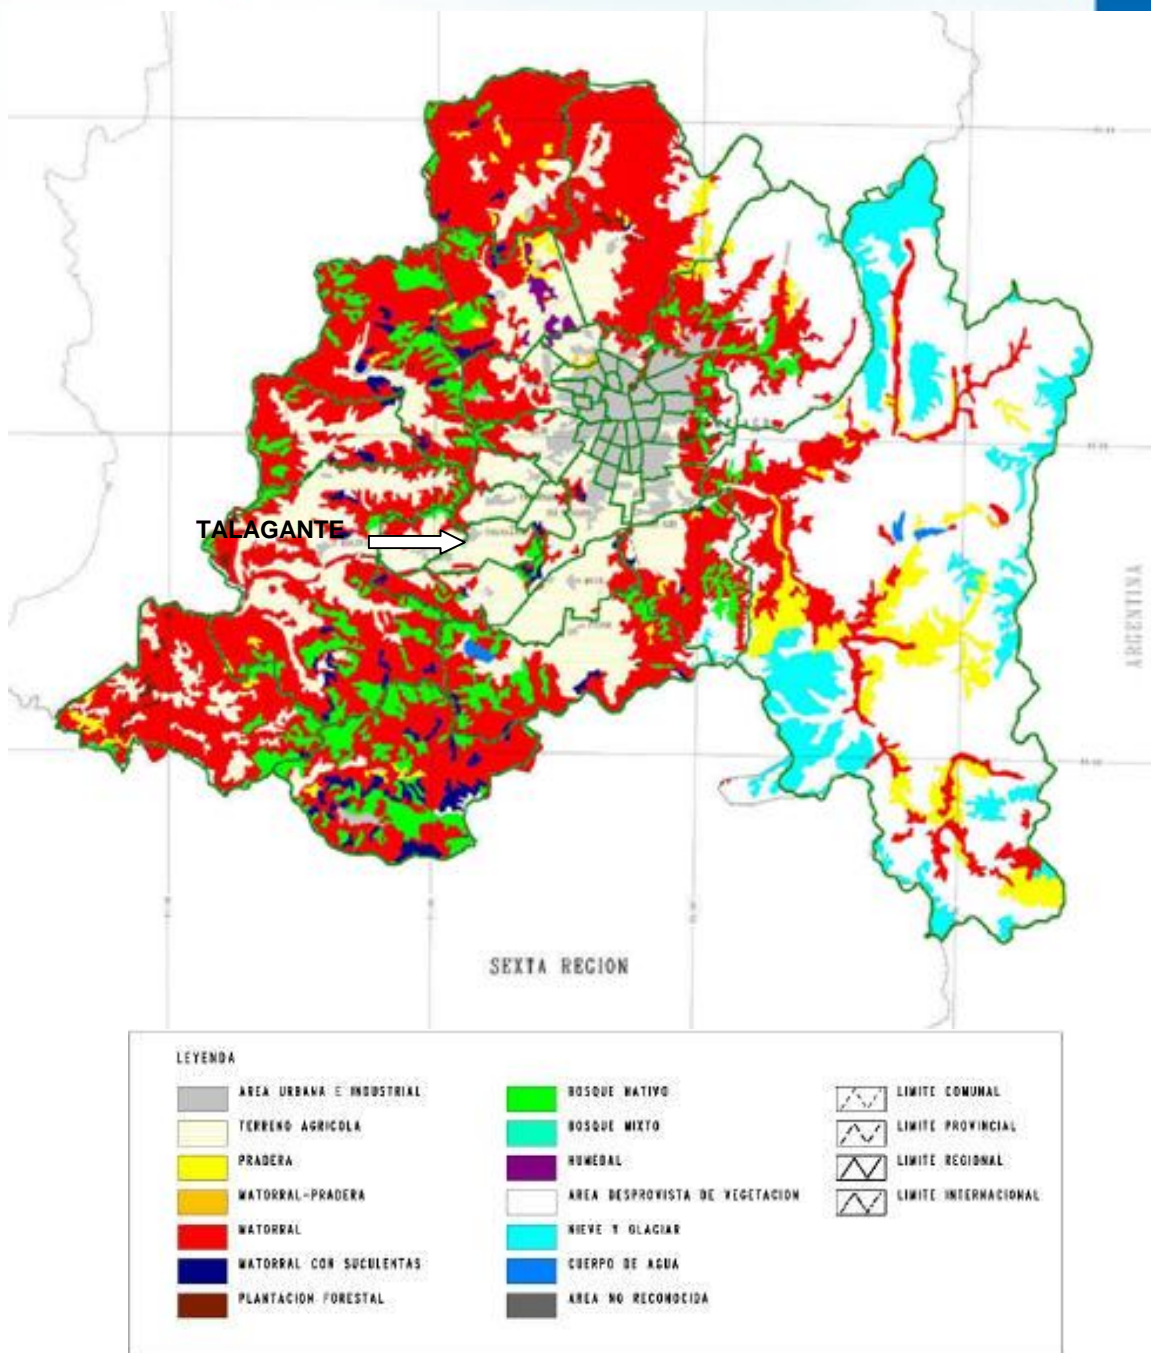 TALAGANTE
ARGENTINA
SEXTA REGION
LEYENDA
AREA URBANA E INDUSTRIAL
TERRENO AGRICOLA
PRADERA
MATORRAL-PRADERA
MATORRAL
MATORRAL CON SUCULENTAS
PLANTACION FORESTAL
BOSQUE NATIVO
BOSQUE MIXTO
HUMEDAL
AREA DESPROVISTA DE VEGETACION
NIEVE Y GLACIAR
CUERPO DE AGUA
AREA NO RECONOCIDA
LIMITE COMUNAL
LIMITE PROVINCIAL
LIMITE REGIONAL
LIMITE INTERNACIONAL